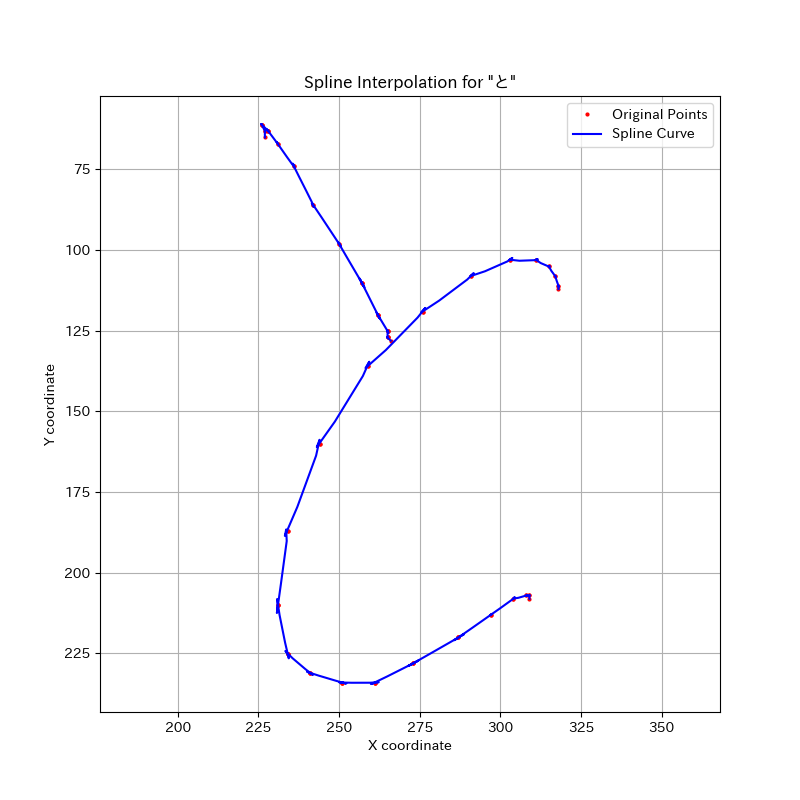 Spline Interpolation for "と"
Original Points
Spline Curve
75
100
125
150
175
200
225
Y coordinate
200
225
250
275
300
325
350
X coordinate